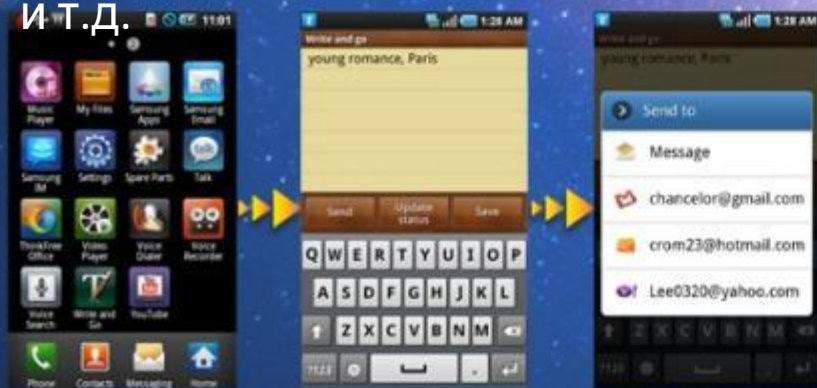 и т.д.
11:01
Music Player
My Files
Samsung Apps
Samsung Email
Samsung IM
Settings
Spare Parts
Talk
ThinkFree Office
Video Player
Voice Dialer
Voice Recorder
Voice Search
Write and Go
YouTube
Phone
Contacts
Messaging
Home
1:28 AM
Write and go
young romance, Paris
Send
Update status
Save
Q W E R T Y U I O P
A S D F G H J K L
Z X C V B N M
?123
.
1:28 AM
Write and go
young romance, Paris
Send to
Message
chancelor@gmail.com
crom23@hotmail.com
Lee0320@yahoo.com
Z X C V B N M
?123